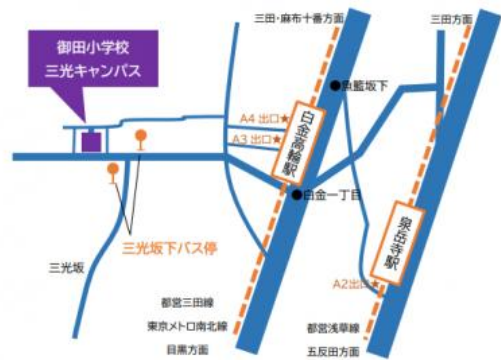 三田・麻布十番方面
三田方面
御田小学校
三光キャンパス
●魚籃坂下
A4 出口★
A3 出口★
白金高輪駅
●白金一丁目
三光坂下バス停
三光坂
泉岳寺駅
A2出口★
都営三田線
東京メトロ南北線
目黒方面
都営浅草線
五反田方面